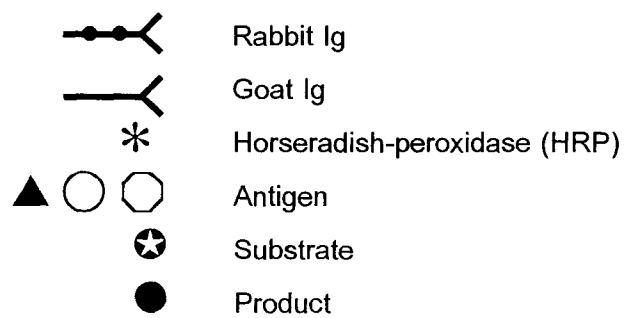 Rabbit Ig
Goat Ig
Horseradish-peroxidase (HRP)
Antigen
Substrate
Product